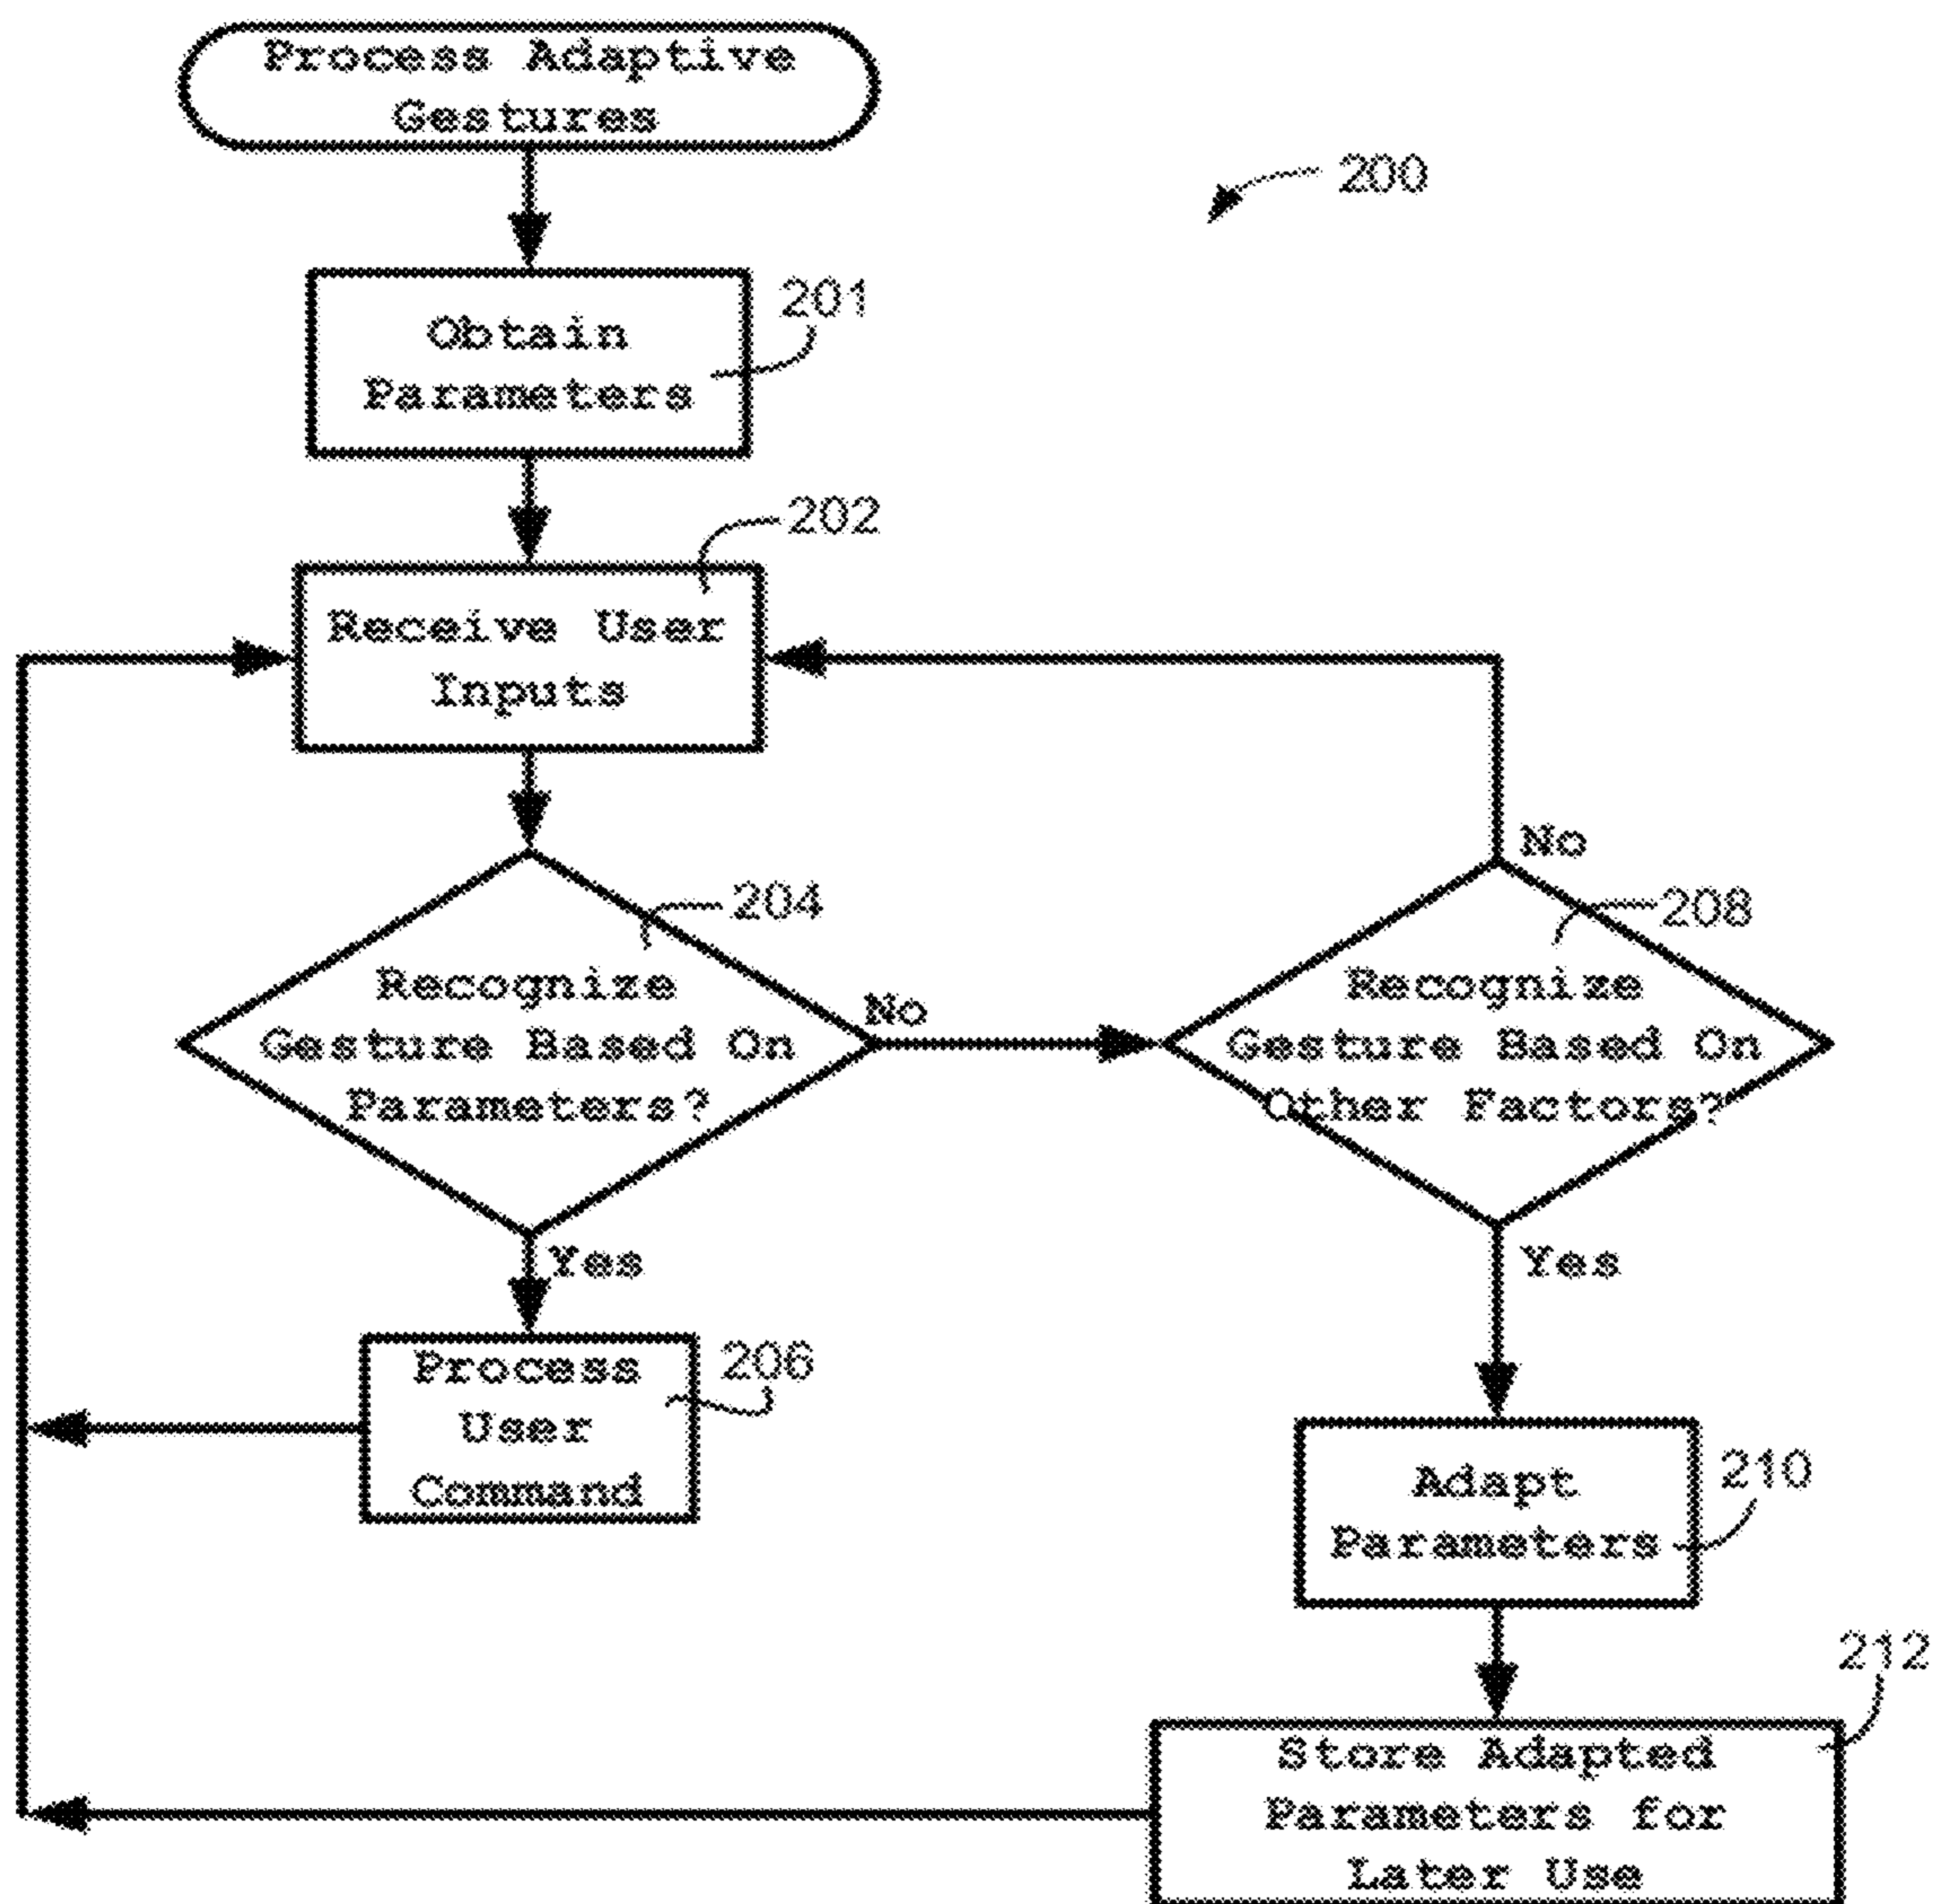 Process Adaptive
Gestures
200
201
Obtain
Parameters
202
Receive User
Inputs
No
204
208
Recognize
Gesture Based On
Parameters?
No
Recognize
Gesture Based On
Other Factors?
Yes
Yes
206
Process
User
Command
210
Adapt
Parameters
212
Store Adapted
Parameters for
Later Use